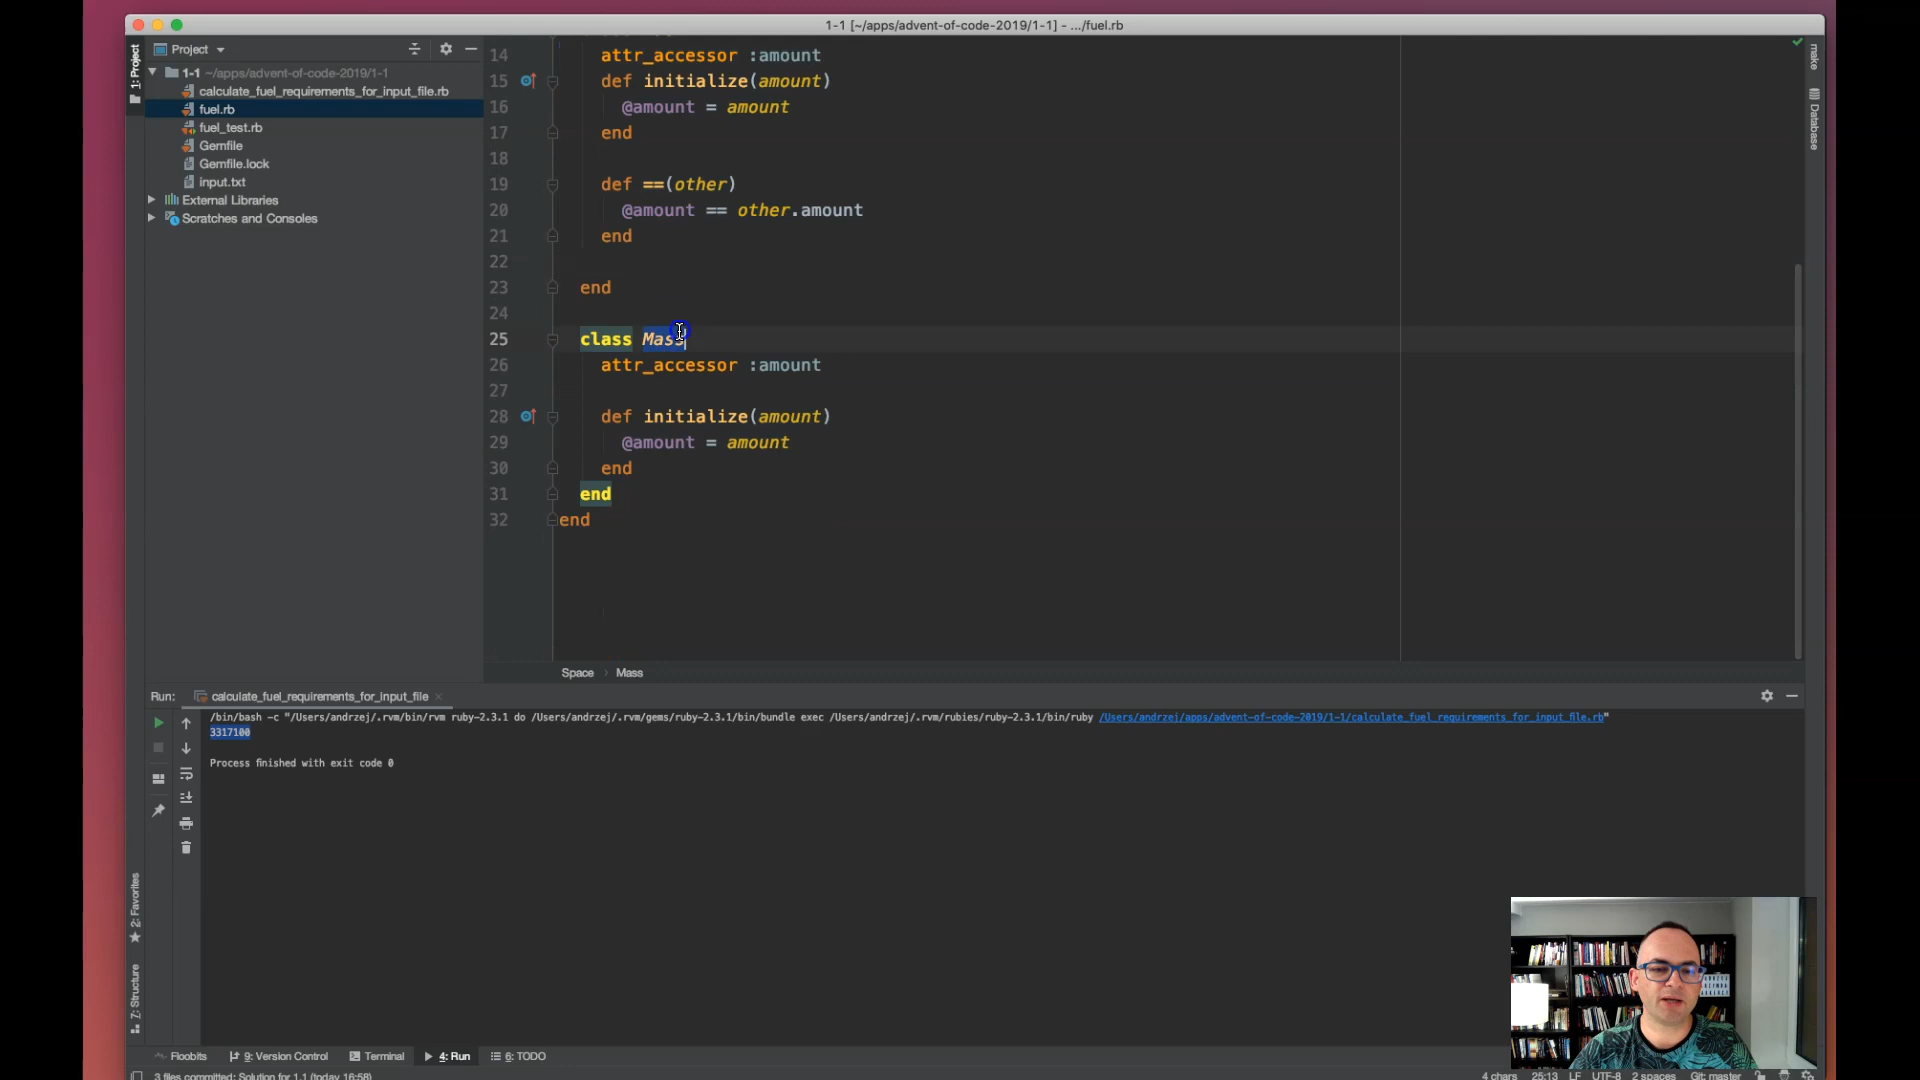 1-1 [~/apps/advent-of-code-2019/1-1] - .../fuel.rb
1: Project
Project
1-1 ~/apps/advent-of-code-2019/1-1
calculate_fuel_requirements_for_input_file.rb
fuel.rb
fuel_test.rb
Gemfile
Gemfile.lock
input.txt
External Libraries
Scratches and Consoles
14 attr_accessor :amount
15 def initialize(amount)
16 @amount = amount
17 end
18
19 def ==(other)
20 @amount == other.amount
21 end
22
23 end
24
25 class Mass
26 attr_accessor :amount
27
28 def initialize(amount)
29 @amount = amount
30 end
31 end
32 end
make
Database
Space › Mass
Run: calculate_fuel_requirements_for_input_file
/bin/bash -c "/Users/andrzej/.rvm/bin/rvm ruby-2.3.1 do /Users/andrzej/.rvm/gems/ruby-2.3.1/bin/bundle exec /Users/andrzej/.rvm/rubies/ruby-2.3.1/bin/ruby /Users/andrzej/apps/advent-of-code-2019/1-1/calculate_fuel_requirements_for_input_file.rb"
3317100
Process finished with exit code 0
2: Favorites
Z: Structure
Floobits 9: Version Control Terminal 4: Run 6: TODO
3 files committed: Solution for 1.1 (today 16:58) 4 chars 25:13 LF UTF-8 2 spaces Git: master